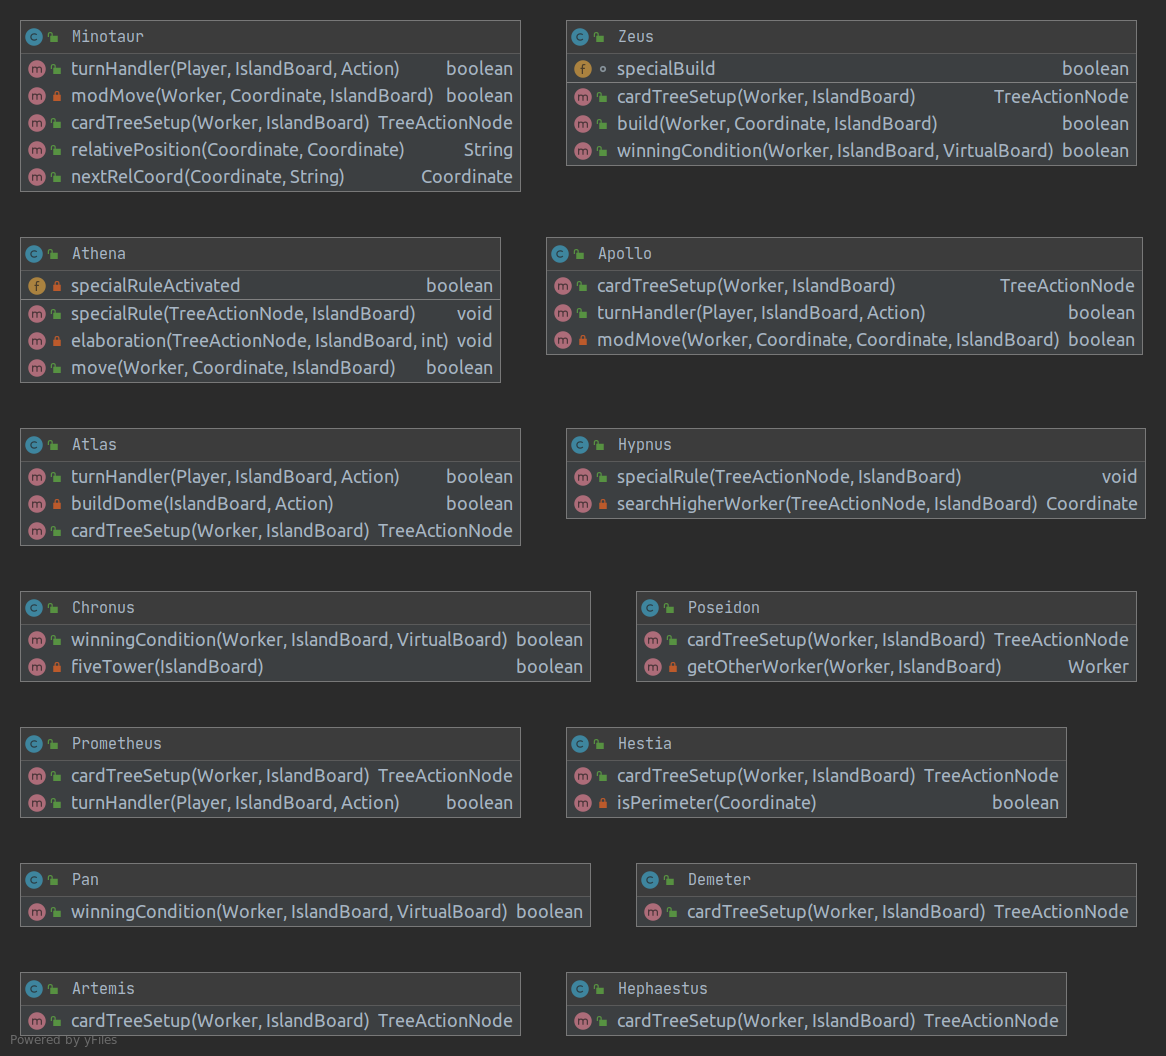 Minotaur
turnHandler(Player, IslandBoard, Action) boolean
modMove(Worker, Coordinate, IslandBoard) boolean
cardTreeSetup(Worker, IslandBoard) TreeActionNode
relativePosition(Coordinate, Coordinate) String
nextRelCoord(Coordinate, String) Coordinate
Zeus
specialBuild boolean
cardTreeSetup(Worker, IslandBoard) TreeActionNode
build(Worker, Coordinate, IslandBoard) boolean
winningCondition(Worker, IslandBoard, VirtualBoard) boolean
Athena
specialRuleActivated boolean
specialRule(TreeActionNode, IslandBoard) void
elaboration(TreeActionNode, IslandBoard, int) void
move(Worker, Coordinate, IslandBoard) boolean
Apollo
cardTreeSetup(Worker, IslandBoard) TreeActionNode
turnHandler(Player, IslandBoard, Action) boolean
modMove(Worker, Coordinate, Coordinate, IslandBoard) boolean
Atlas
turnHandler(Player, IslandBoard, Action) boolean
buildDome(IslandBoard, Action) boolean
cardTreeSetup(Worker, IslandBoard) TreeActionNode
Hypnus
specialRule(TreeActionNode, IslandBoard) void
searchHigherWorker(TreeActionNode, IslandBoard) Coordinate
Chronus
winningCondition(Worker, IslandBoard, VirtualBoard) boolean
fiveTower(IslandBoard) boolean
Poseidon
cardTreeSetup(Worker, IslandBoard) TreeActionNode
getOtherWorker(Worker, IslandBoard) Worker
Prometheus
cardTreeSetup(Worker, IslandBoard) TreeActionNode
turnHandler(Player, IslandBoard, Action) boolean
Hestia
cardTreeSetup(Worker, IslandBoard) TreeActionNode
isPerimeter(Coordinate) boolean
Pan
winningCondition(Worker, IslandBoard, VirtualBoard) boolean
Demeter
cardTreeSetup(Worker, IslandBoard) TreeActionNode
Artemis
cardTreeSetup(Worker, IslandBoard) TreeActionNode
Hephaestus
cardTreeSetup(Worker, IslandBoard) TreeActionNode
Powered by yFiles